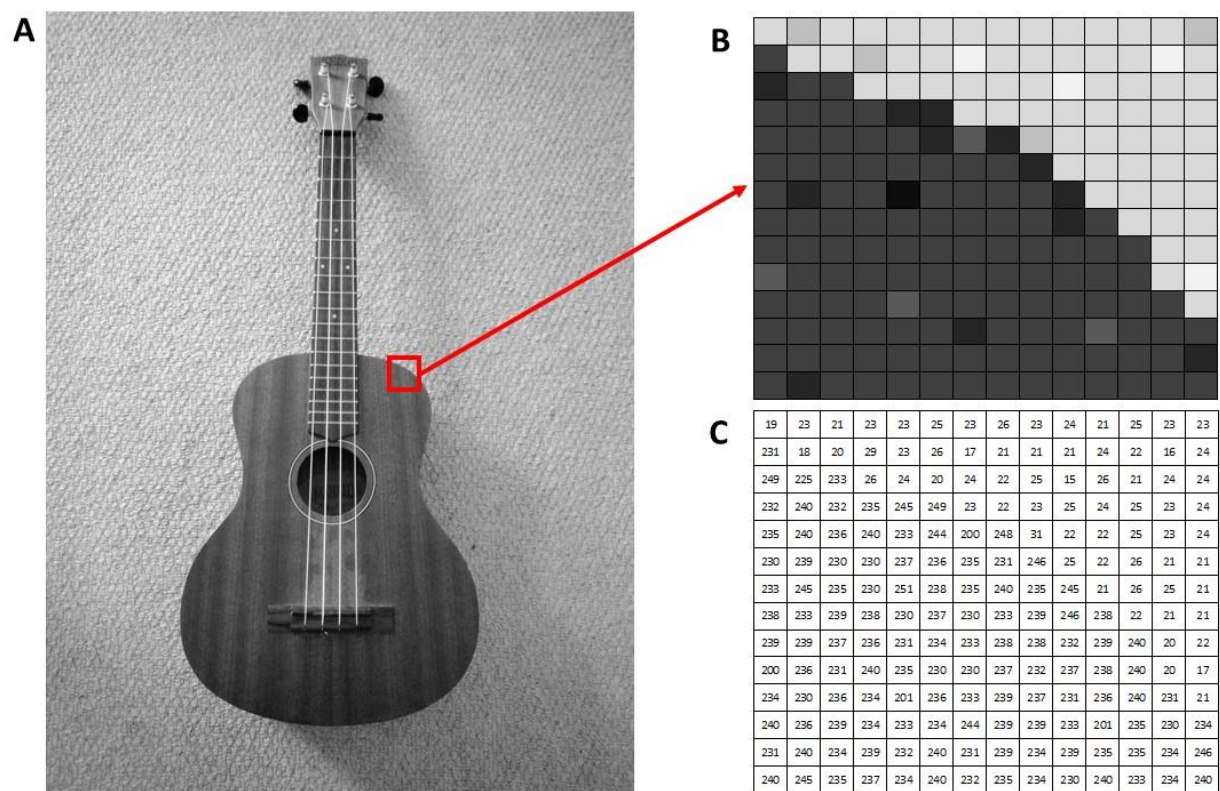 A
B
C
19 23 21 23 23 25 23 26 23 24 21 25 23 23
231 18 20 29 23 26 17 21 21 21 24 22 16 24
249 225 233 26 24 20 24 22 25 15 26 21 24 24
232 240 232 235 245 249 23 22 23 25 24 25 23 24
235 240 236 240 233 244 200 248 31 22 22 25 23 24
230 239 230 230 237 236 235 231 246 25 22 26 21 21
233 245 235 230 251 238 235 240 235 245 21 26 25 21
238 233 239 238 230 237 230 233 239 246 238 22 21 21
239 239 237 236 231 234 233 238 238 232 239 240 20 22
200 236 231 240 235 230 230 237 232 237 238 240 20 17
234 230 236 234 201 236 233 239 237 231 236 240 231 21
240 236 239 234 233 234 244 239 239 233 201 235 230 234
231 240 234 239 232 240 231 239 234 239 235 235 234 246
240 245 235 237 234 240 232 235 234 230 240 233 234 240